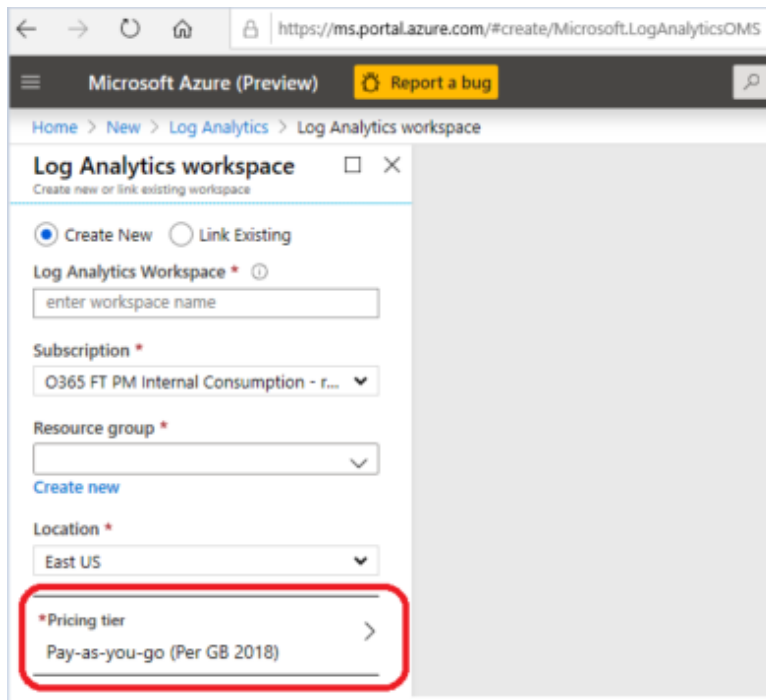 https://ms.portal.azure.com/#create/Microsoft.LogAnalyticsOMS
Microsoft Azure (Preview) Report a bug
Home > New > Log Analytics > Log Analytics workspace
Log Analytics workspace
Create new or link existing workspace
Create New Link Existing
Log Analytics Workspace *
enter workspace name
Subscription *
O365 FT PM Internal Consumption - r...
Resource group *
Create new
Location *
East US
*Pricing tier
Pay-as-you-go (Per GB 2018)